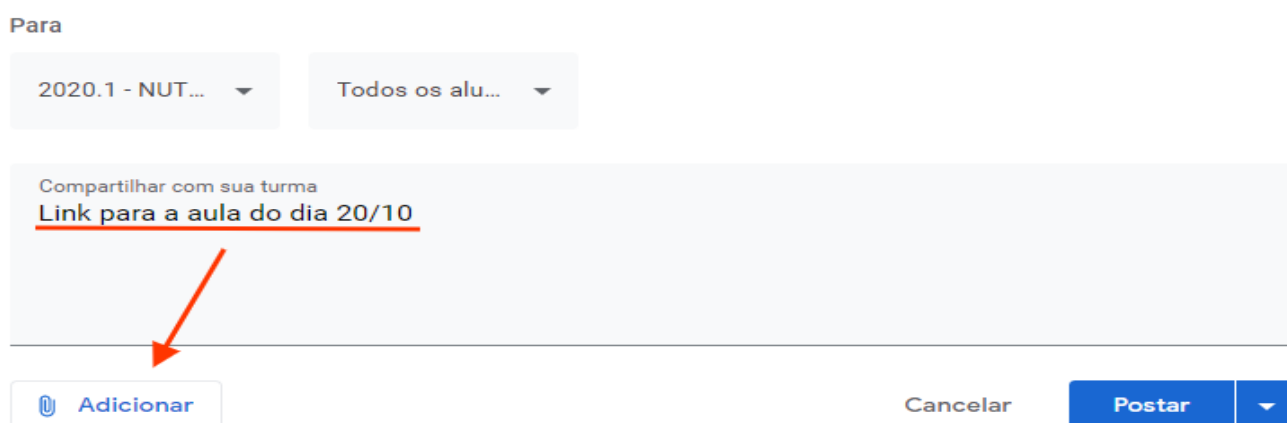 Para
2020.1 - NUT... Todos os alu...
Compartilhar com sua turma
Link para a aula do dia 20/10
Adicionar Cancelar Postar